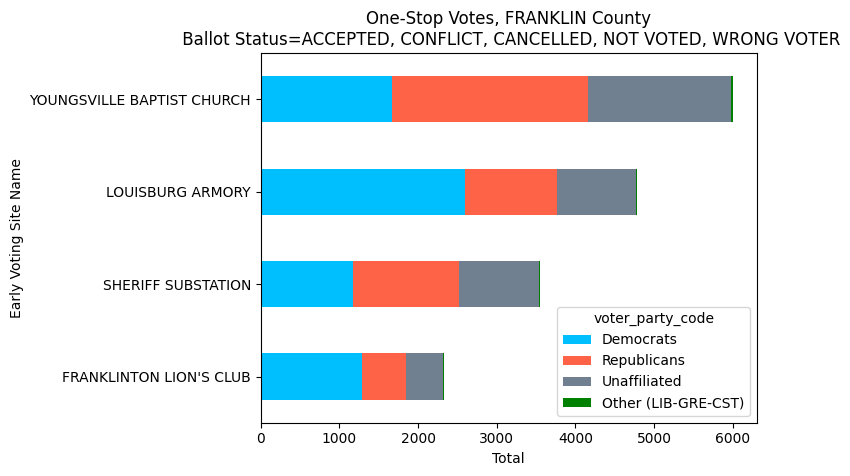 One-Stop Votes, FRANKLIN County
Ballot Status=ACCEPTED, CONFLICT, CANCELLED, NOT VOTED, WRONG VOTER
Early Voting Site Name
YOUNGSVILLE BAPTIST CHURCH
LOUISBURG ARMORY
SHERIFF SUBSTATION
FRANKLINTON LION'S CLUB
voter_party_code
Democrats
Republicans
Unaffiliated
Other (LIB-GRE-CST)
0 1000 2000 3000 4000 5000 6000
Total